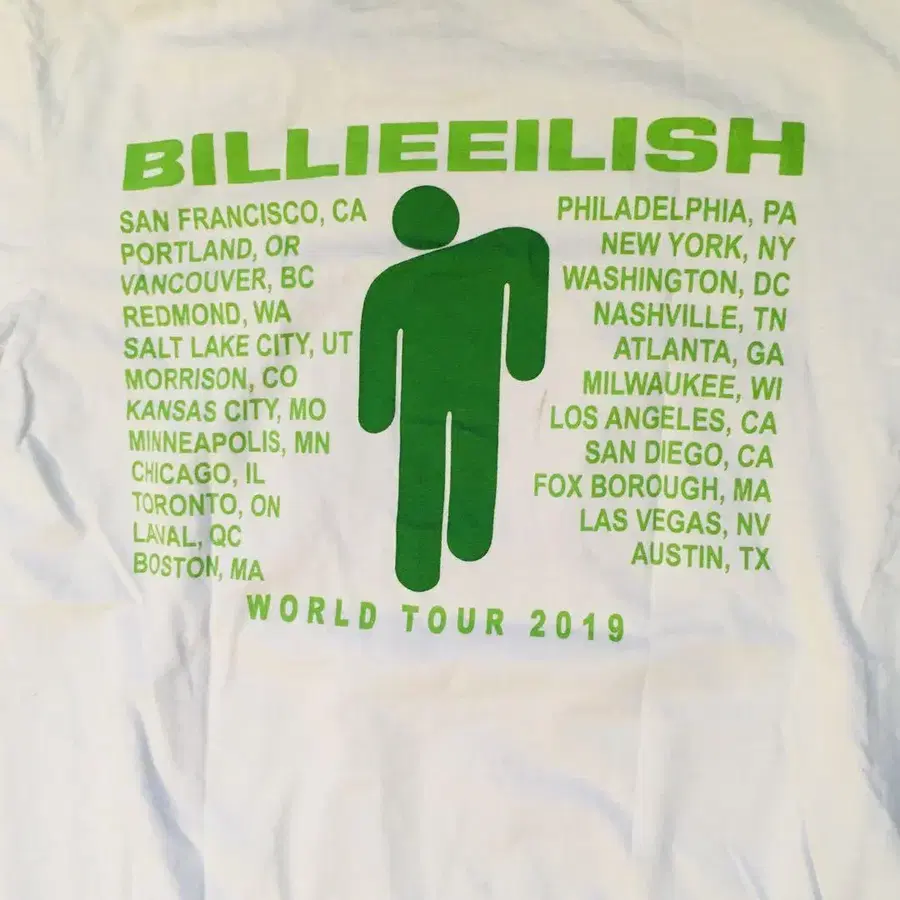 BILLIEEILISH
SAN FRANCISCO, CA
PORTLAND, OR
VANCOUVER, BC
REDMOND, WA
SALT LAKE CITY, UT
MORRISON, CO
KANSAS CITY, MO
MINNEAPOLIS, MN
CHICAGO, IL
TORONTO, ON
LAVAL, QC
BOSTON, MA
PHILADELPHIA, PA
NEW YORK, NY
WASHINGTON, DC
NASHVILLE, TN
ATLANTA, GA
MILWAUKEE, WI
LOS ANGELES, CA
SAN DIEGO, CA
FOX BOROUGH, MA
LAS VEGAS, NV
AUSTIN, TX
WORLD TOUR 2019